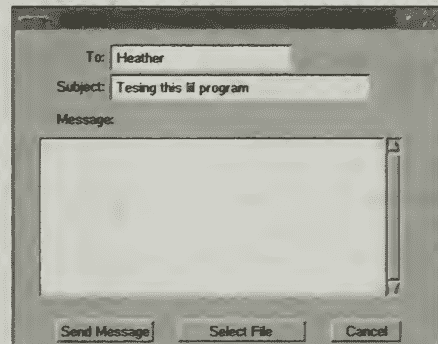 To: Heather
Subject: Tesing this lil program
Message:
Send Message Select File Cancel